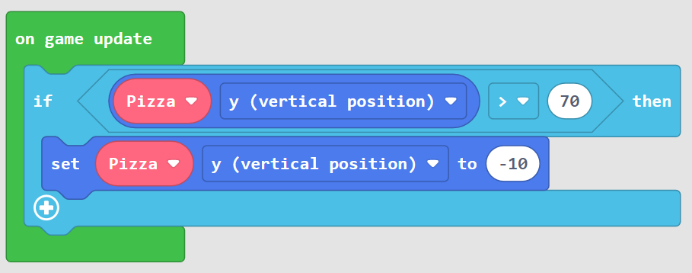 on game update
if Pizza y (vertical position) > 70 then
set Pizza y (vertical position) to -10